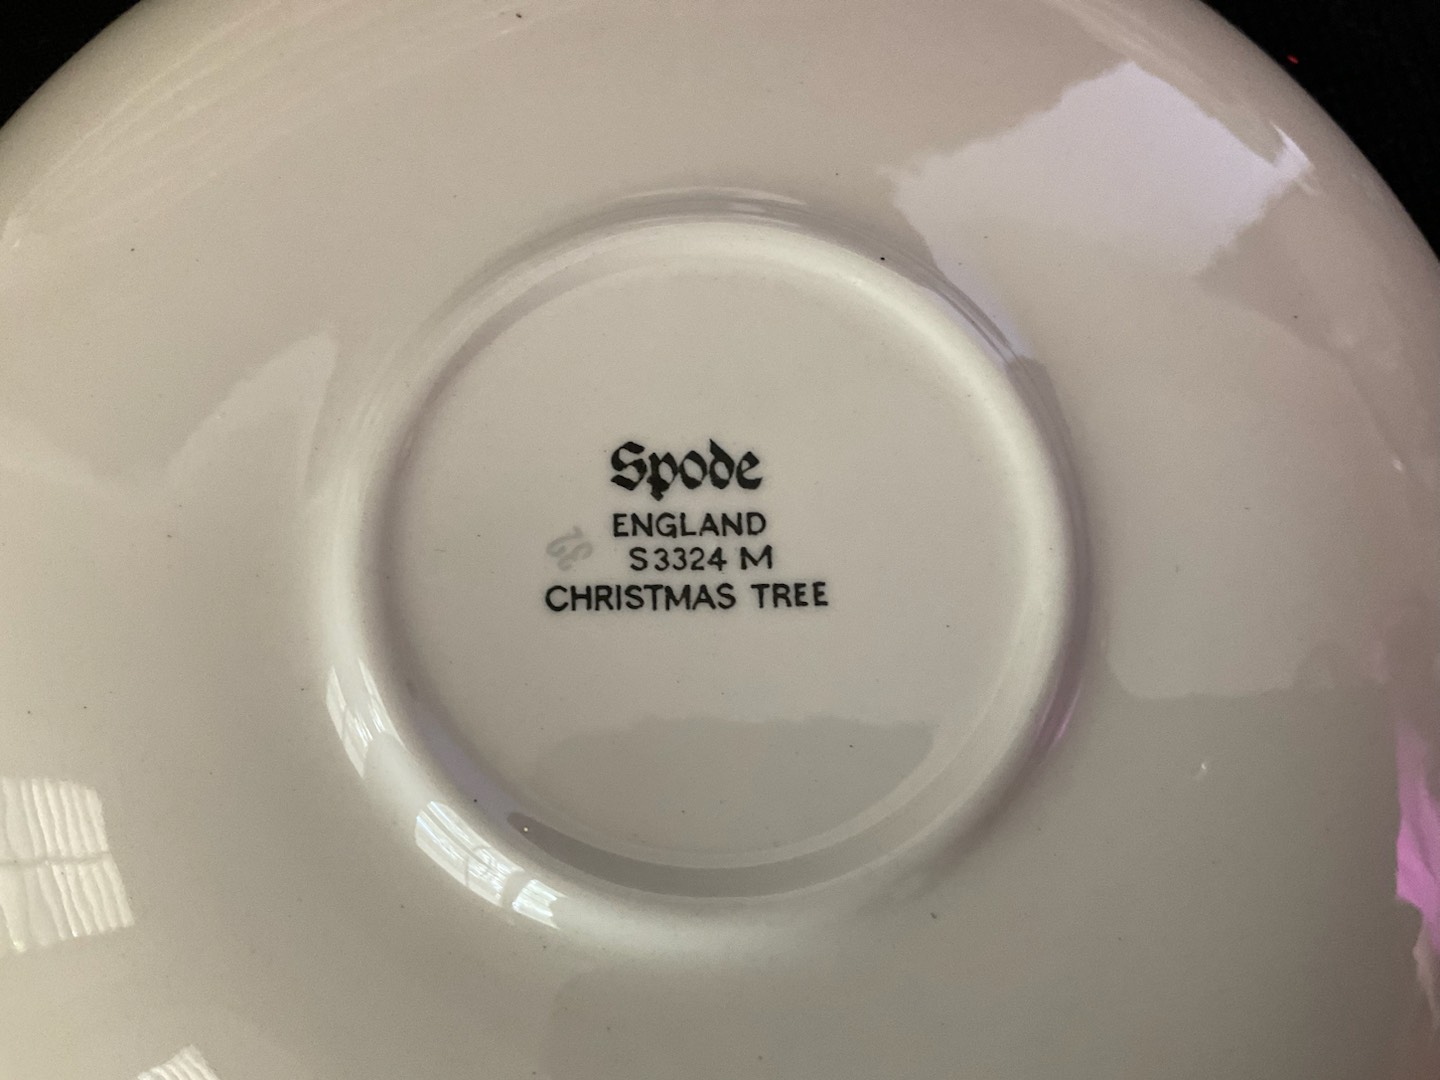 Spode
ENGLAND
S3324 M
CHRISTMAS TREE